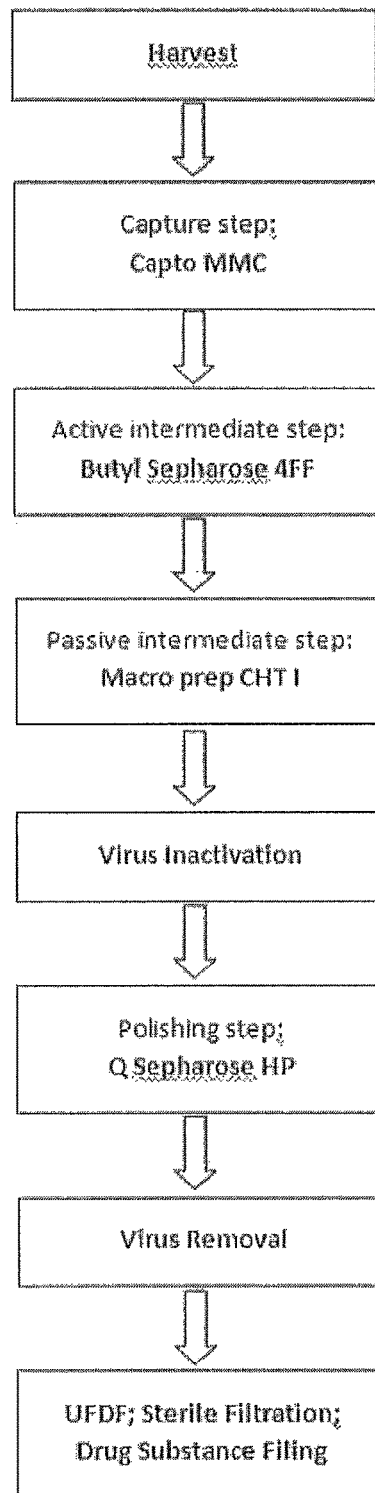 Harvest
Capture step;
Capto MMC
Active intermediate step:
Butyl Sepharose 4FF
Passive intermediate step:
Macro prep CHT I
Virus Inactivation
Polishing step;
Q Sepharose HP
Virus Removal
UFDF; Sterile Filtration;
Drug Substance Filing